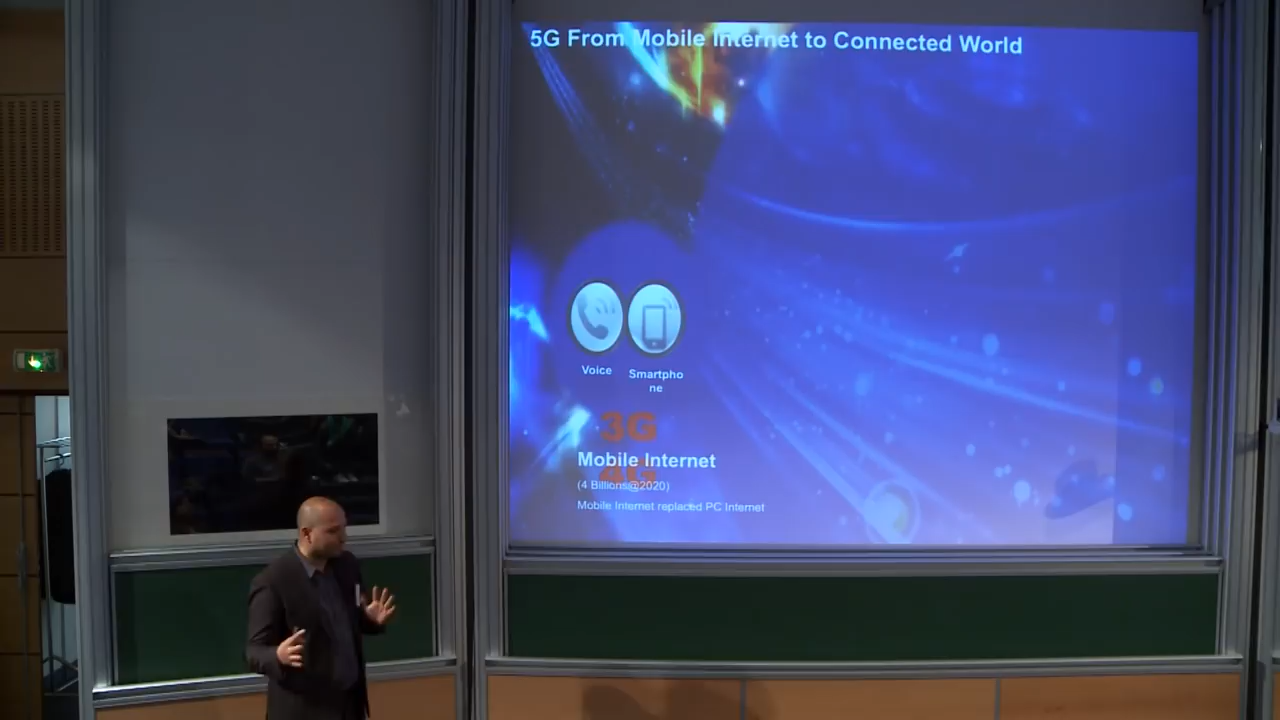 5G From Mobile Internet to Connected World
Voice
Smartpho
ne
3G
Mobile Internet
4G
(4 Billions@2020)
Mobile Internet replaced PC Internet